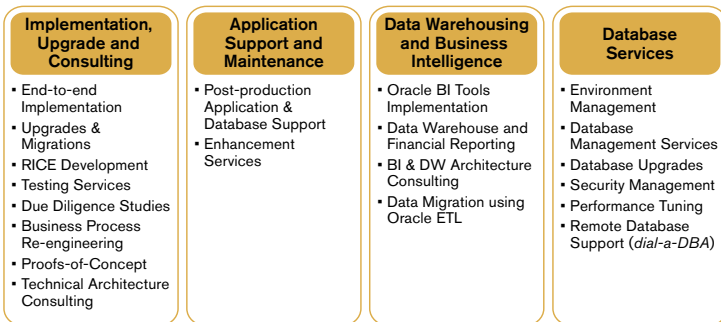 Implementation,
Upgrade and
Consulting
▪ End-to-end
Implementation
▪ Upgrades &
Migrations
▪ RICE Development
▪ Testing Services
▪ Due Diligence Studies
▪ Business Process
Re-engineering
▪ Proofs-of-Concept
▪ Technical Architecture
Consulting
Application
Support and
Maintenance
▪ Post-production
Application &
Database Support
▪ Enhancement
Services
Data Warehousing
and Business
Intelligence
▪ Oracle BI Tools
Implementation
▪ Data Warehouse and
Financial Reporting
▪ BI & DW Architecture
Consulting
▪ Data Migration using
Oracle ETL
Database
Services
▪ Environment
Management
▪ Database
Management Services
▪ Database Upgrades
▪ Security Management
▪ Performance Tuning
▪ Remote Database
Support (dial-a-DBA)